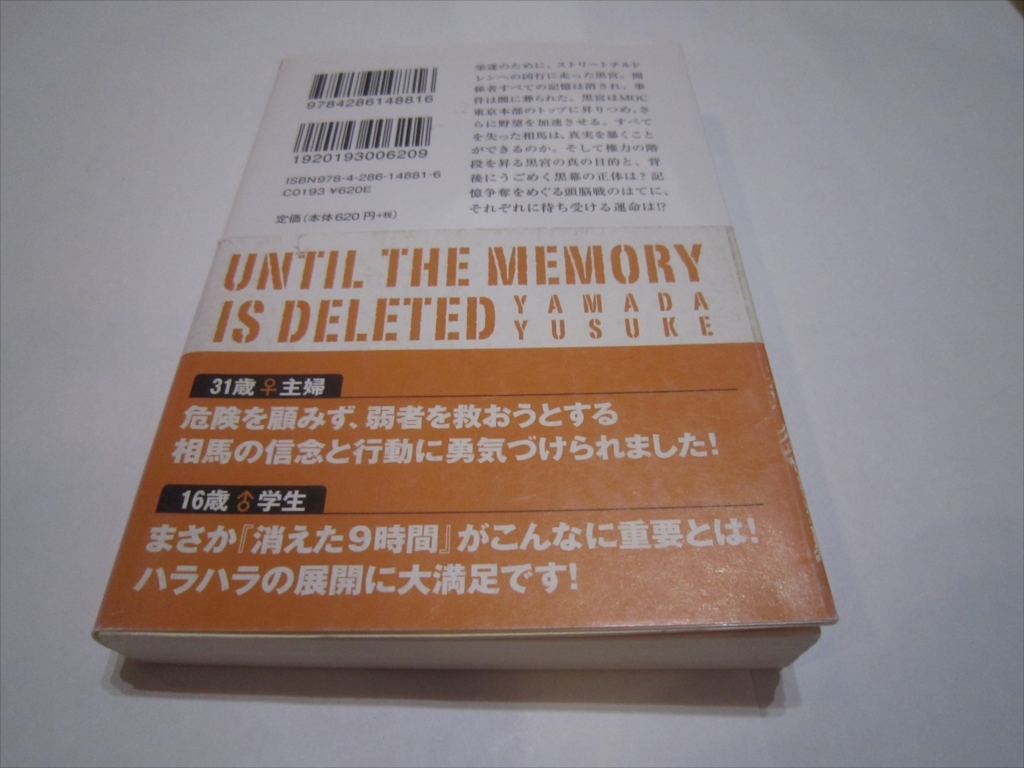 9784286148816
1920193006209
ISBN978-4-286-14881-6
C0193 ¥620E
定価(本体620円+税)
栄達のために、ストリートチルド
レンへの凶行に走った黒宮。関
係者すべての記憶は消され、事
件は闇に葬られた。黒宮はMOC
東京本部のトップに昇りつめ、さ
らに野望を加速させる。すべて
を失った相馬は、真実を暴くこと
ができるのか。そして権力の階
段を昇る黒宮の真の目的と、背
後にうごめく黒幕の正体は？記
憶争奪をめぐる頭脳戦のはてに、
それぞれに待ち受ける運命は!?
UNTIL THE MEMORY
IS DELETED
YAMADA
YUSUKE
31歳♀主婦
危険を顧みず、弱者を救おうとする
相馬の信念と行動に勇気づけられました！
16歳♂学生
まさか『消えた9時間』がこんなに重要とは！
ハラハラの展開に大満足です！